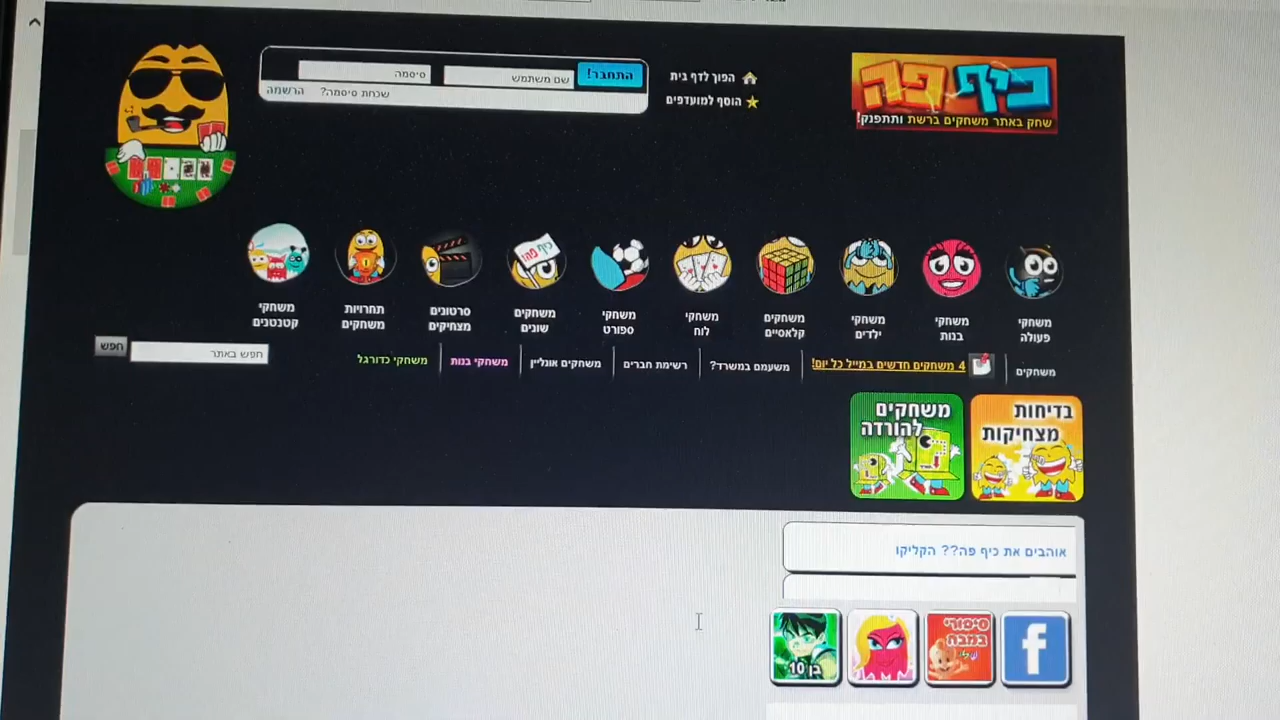 כיף פה
שחק באתר משחקים ברשת ותתפנק!
הפוך לדף בית
הוסף למועדפים
התחבר!
שם משתמש
סיסמה
שכחת סיסמה?
הרשמה
משחקי
פעולה
משחקי
בנות
משחקי
ילדים
משחקים
קלאסיים
משחקי
לוח
משחקי
ספורט
משחקים
שונים
כיף
פה!
סרטונים
מצחיקים
תחרויות
משחקים
משחקי
קטנטנים
משחקים
4 משחקים חדשים במייל כל יום!
משעמם במשרד?
רשימת חברים
משחקים אונליין
משחקי בנות
משחקי כדורגל
חפש באתר
חפש
בדיחות
מצחיקות
משחקים
להורדה
אוהבים את כיף פה?? הקליקו
f
סיפורי
במבה
שלי
בן 10